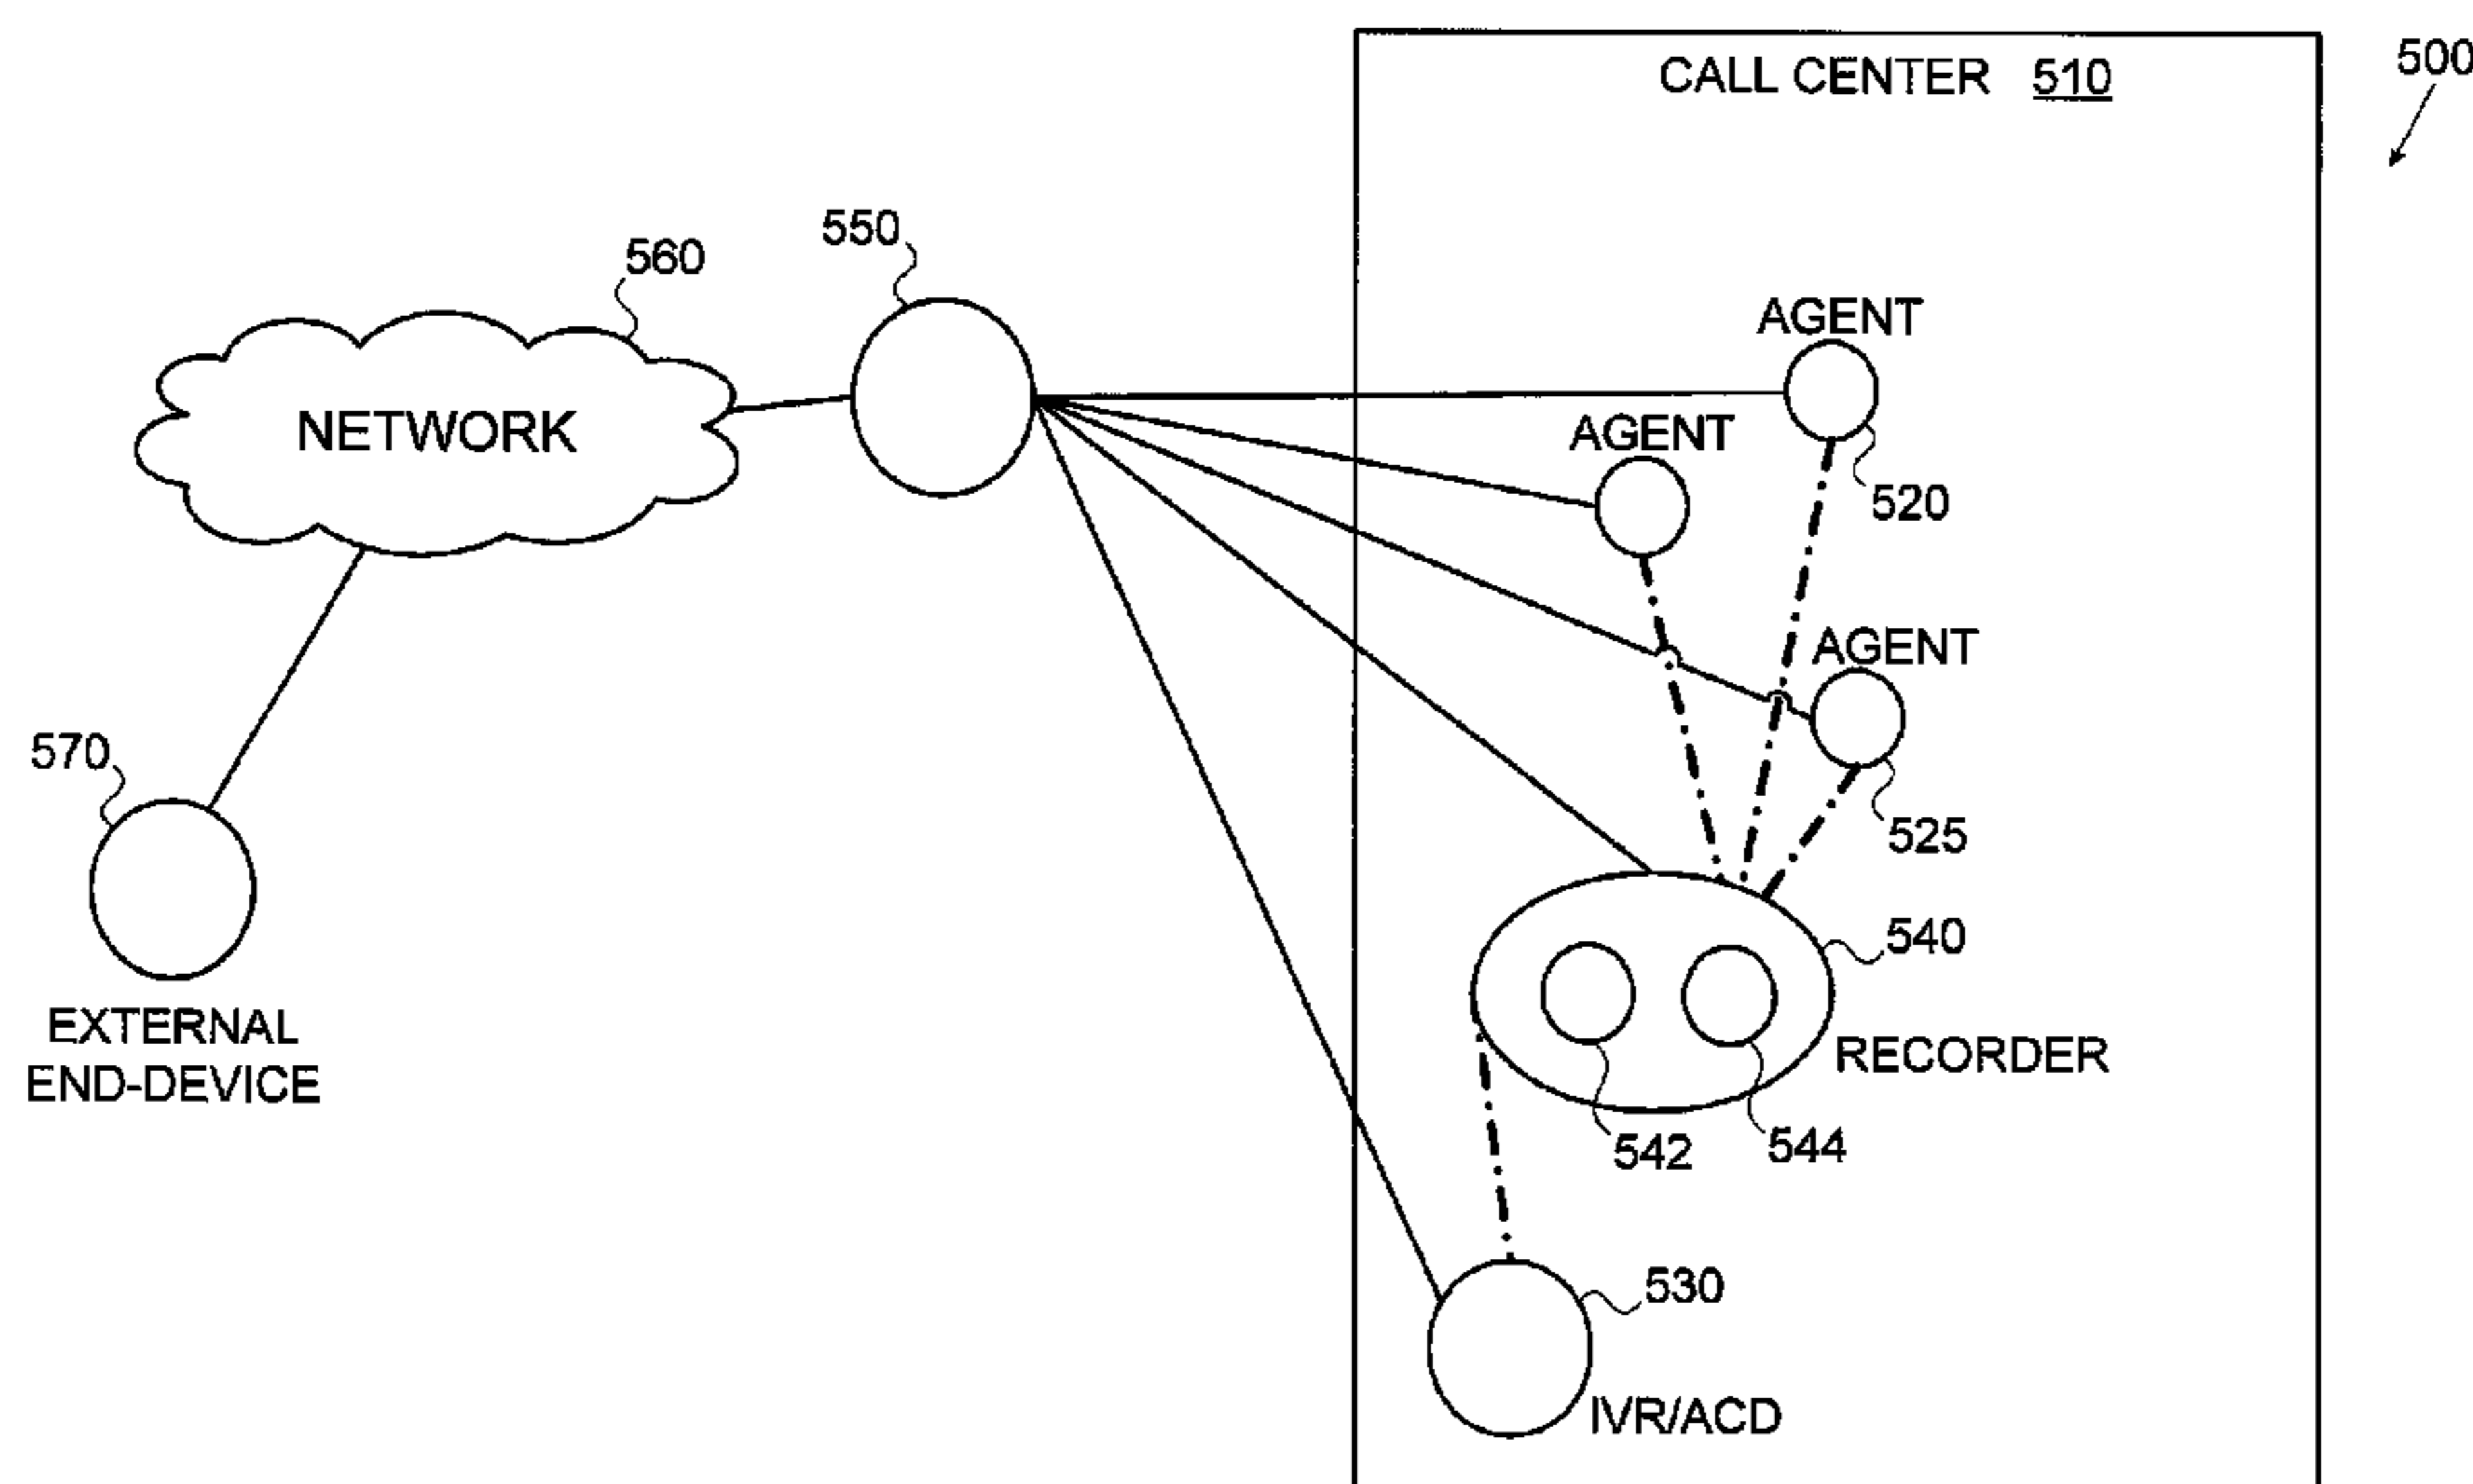 CALL CENTER 510
500
550
560
AGENT
NETWORK
AGENT
520
AGENT
570
525
540
EXTERNAL
END-DEVICE
RECORDER
542
544
530
IVR/ACD